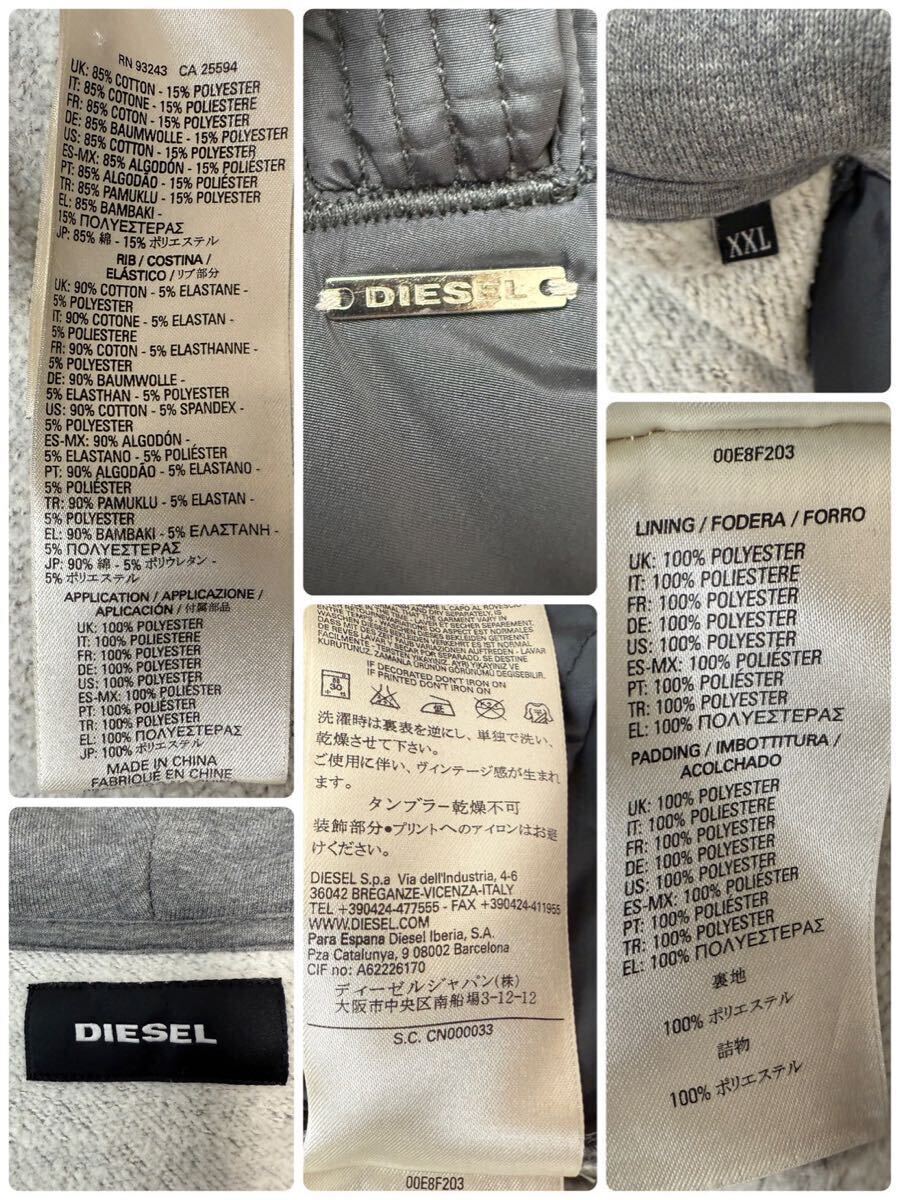 RN 93243 CA 25594
UK: 85% COTTON - 15% POLYESTER
IT: 85% COTONE - 15% POLIESTERE
FR: 85% COTON - 15% POLYESTER
DE: 85% BAUMWOLLE - 15% POLYESTER
US: 85% COTTON - 15% POLYESTER
ES-MX: 85% ALGODÓN - 15% POLIÉSTER
PT: 85% ALGODÃO - 15% POLIÉSTER
TR: 85% PAMUKLU - 15% POLYESTER
EL: 85% ΒΑΜΒΑΚΙ -
15% ΠΟΛΥΕΣΤΕΡΑΣ
JP: 85% 綿 - 15% ポリエステル
RIB / COSTINA /
ELÁSTICO / リブ部分
UK: 90% COTTON - 5% ELASTANE -
5% POLYESTER
IT: 90% COTONE - 5% ELASTAN -
5% POLIESTERE
FR: 90% COTON - 5% ELASTHANNE -
5% POLYESTER
DE: 90% BAUMWOLLE -
5% ELASTHAN - 5% POLYESTER
US: 90% COTTON - 5% SPANDEX -
5% POLYESTER
ES-MX: 90% ALGODÓN -
5% ELASTANO - 5% POLIÉSTER
PT: 90% ALGODÃO - 5% ELASTANO -
5% POLIÉSTER
TR: 90% PAMUKLU - 5% ELASTAN -
5% POLYESTER
EL: 90% ΒΑΜΒΑΚΙ - 5% ΕΛΑΣΤΑΝΗ -
5% ΠΟΛΥΕΣΤΕΡΑΣ
JP: 90% 綿 - 5% ポリウレタン -
5% ポリエステル
APPLICATION / APPLICAZIONE /
APLICACIÓN / 付属部品
UK: 100% POLYESTER
IT: 100% POLIESTERE
FR: 100% POLYESTER
DE: 100% POLYESTER
US: 100% POLYESTER
ES-MX: 100% POLIÉSTER
PT: 100% POLIÉSTER
TR: 100% POLYESTER
EL: 100% ΠΟΛΥΕΣΤΕΡΑΣ
JP: 100% ポリエステル
MADE IN CHINA
FABRIQUÉ EN CHINE
DIESEL
XXL
DIESEL
IF DECORATED DON'T IRON ON
IF PRINTED DON'T IRON ON
30
洗濯時は裏表を逆にし、単独で洗い、
乾燥させて下さい。
ご使用に伴い、ヴィンテージ感が生まれ
ます。
タンブラー乾燥不可
装飾部分●プリントへのアイロンはお避
けください。
DIESEL S.p.a Via dell'Industria, 4-6
36042 BREGANZE-VICENZA-ITALY
TEL +390424-477555 - FAX +390424-411955
WWW.DIESEL.COM
Para Espana Diesel Iberia, S.A.
Pza Catalunya, 9 08002 Barcelona
CIF no: A62226170
ディーゼルジャパン(株)
大阪市中央区南船場3-12-12
S.C. CN000033
00E8F203
00E8F203
LINING / FODERA / FORRO
UK: 100% POLYESTER
IT: 100% POLIESTERE
FR: 100% POLYESTER
DE: 100% POLYESTER
US: 100% POLYESTER
ES-MX: 100% POLIÉSTER
PT: 100% POLIÉSTER
TR: 100% POLYESTER
EL: 100% ΠΟΛΥΕΣΤΕΡΑΣ
PADDING / IMBOTTITURA /
ACOLCHADO
UK: 100% POLYESTER
IT: 100% POLIESTERE
FR: 100% POLYESTER
DE: 100% POLYESTER
US: 100% POLYESTER
ES-MX: 100% POLIÉSTER
PT: 100% POLIÉSTER
TR: 100% POLYESTER
EL: 100% ΠΟΛΥΕΣΤΕΡΑΣ
裏地
100% ポリエステル
詰物
100% ポリエステル